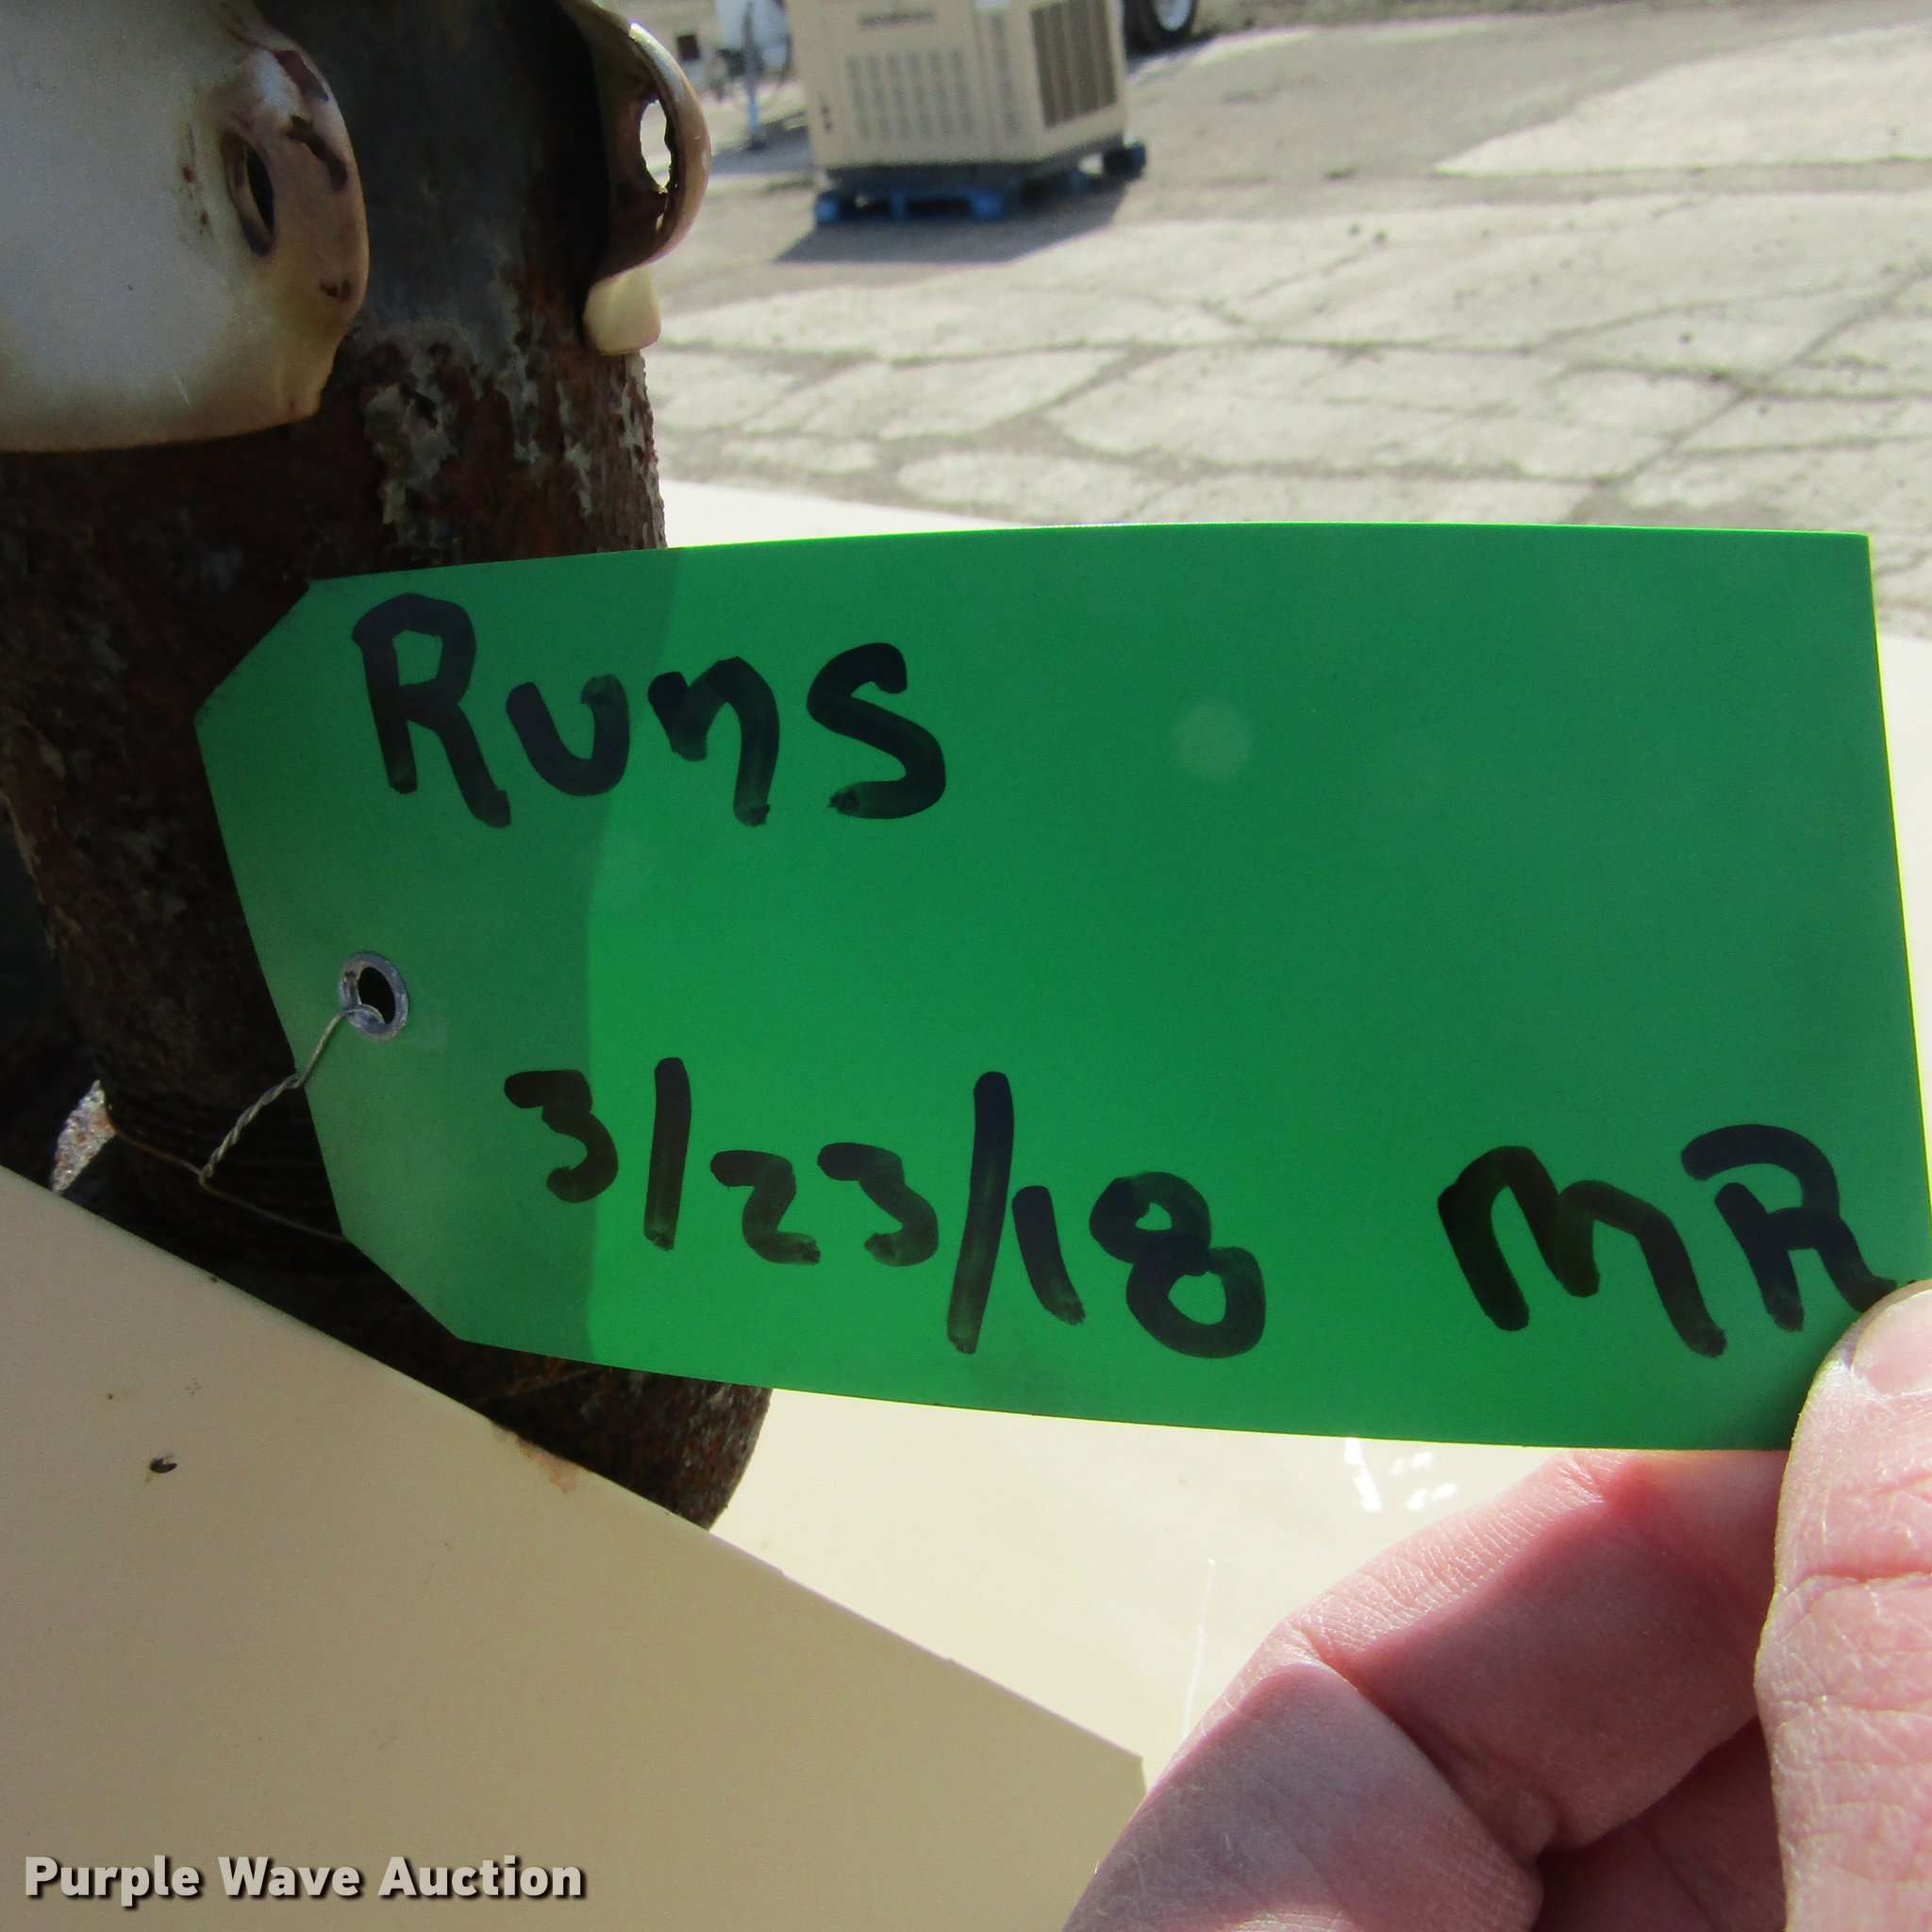 Runs
3/23/18 MR
Purple Wave Auction